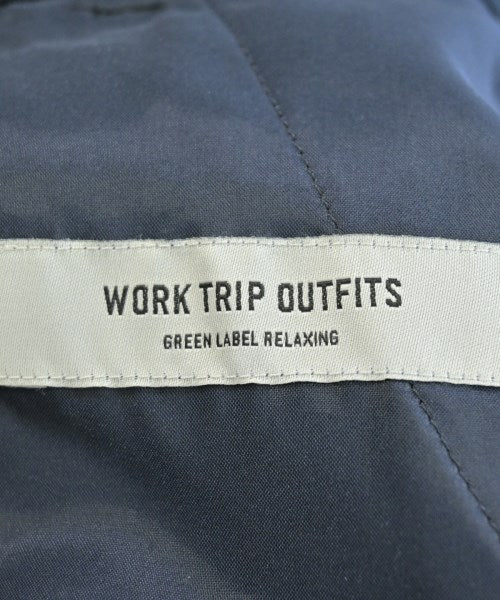 WORK TRIP OUTFITS
GREEN LABEL RELAXING